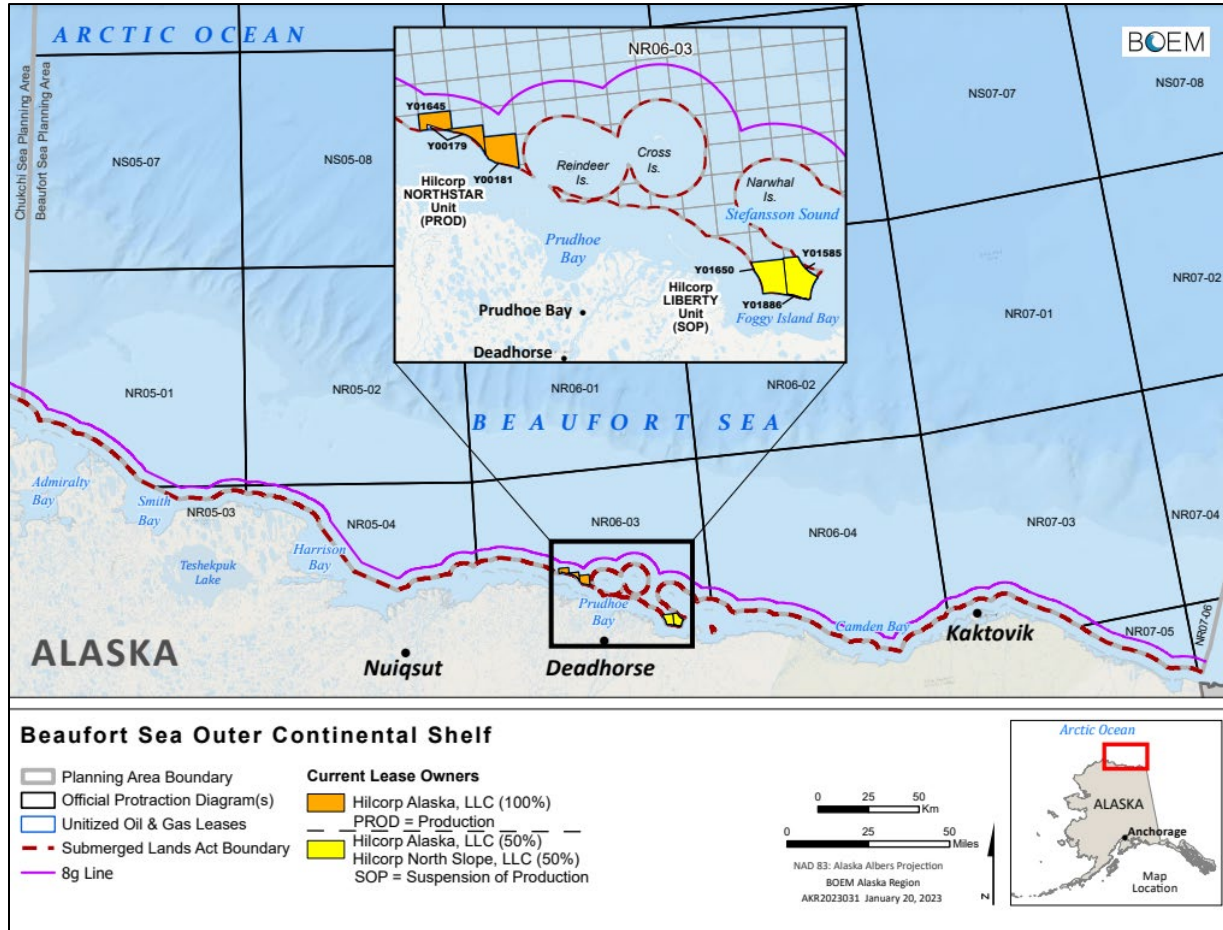 ARCTIC OCEAN
BOEM
Chukchi Sea Planning Area
Beaufort Sea Planning Area
NS05-07
NS05-08
NS07-07
NS07-08
NR06-03
Y01645
Y00179
Y00181
Hilcorp
NORTHSTAR
Unit
(PROD)
Reindeer
Is.
Cross
Is.
Narwhal
Is.
Stefansson Sound
Prudhoe
Bay
Y01650
Y01585
Hilcorp
LIBERTY
Unit
(SOP)
Y01886
Foggy Island Bay
Prudhoe Bay
Deadhorse
NR07-02
NR07-01
NR05-01
NR05-02
NR06-01
NR06-02
BEAUFORT SEA
Admiralty
Bay
Smith
Bay
NR05-03
NR05-04
NR06-03
NR06-04
NR07-03
NR07-04
Teshekpuk
Lake
Harrison
Bay
Prudhoe
Bay
Camden Bay
Kaktovik
NR07-05
NR07-06
ALASKA
Nuiqsut
Deadhorse
Beaufort Sea Outer Continental Shelf
Planning Area Boundary
Official Protraction Diagram(s)
Unitized Oil & Gas Leases
Submerged Lands Act Boundary
8g Line
Current Lease Owners
Hilcorp Alaska, LLC (100%)
PROD = Production
Hilcorp Alaska, LLC (50%)
Hilcorp North Slope, LLC (50%)
SOP = Suspension of Production
0 25 50
Km
0 25 50
Miles
NAD 83: Alaska Albers Projection
BOEM Alaska Region
AKR2023031 January 20, 2023
N
Arctic Ocean
ALASKA
Anchorage
Map
Location